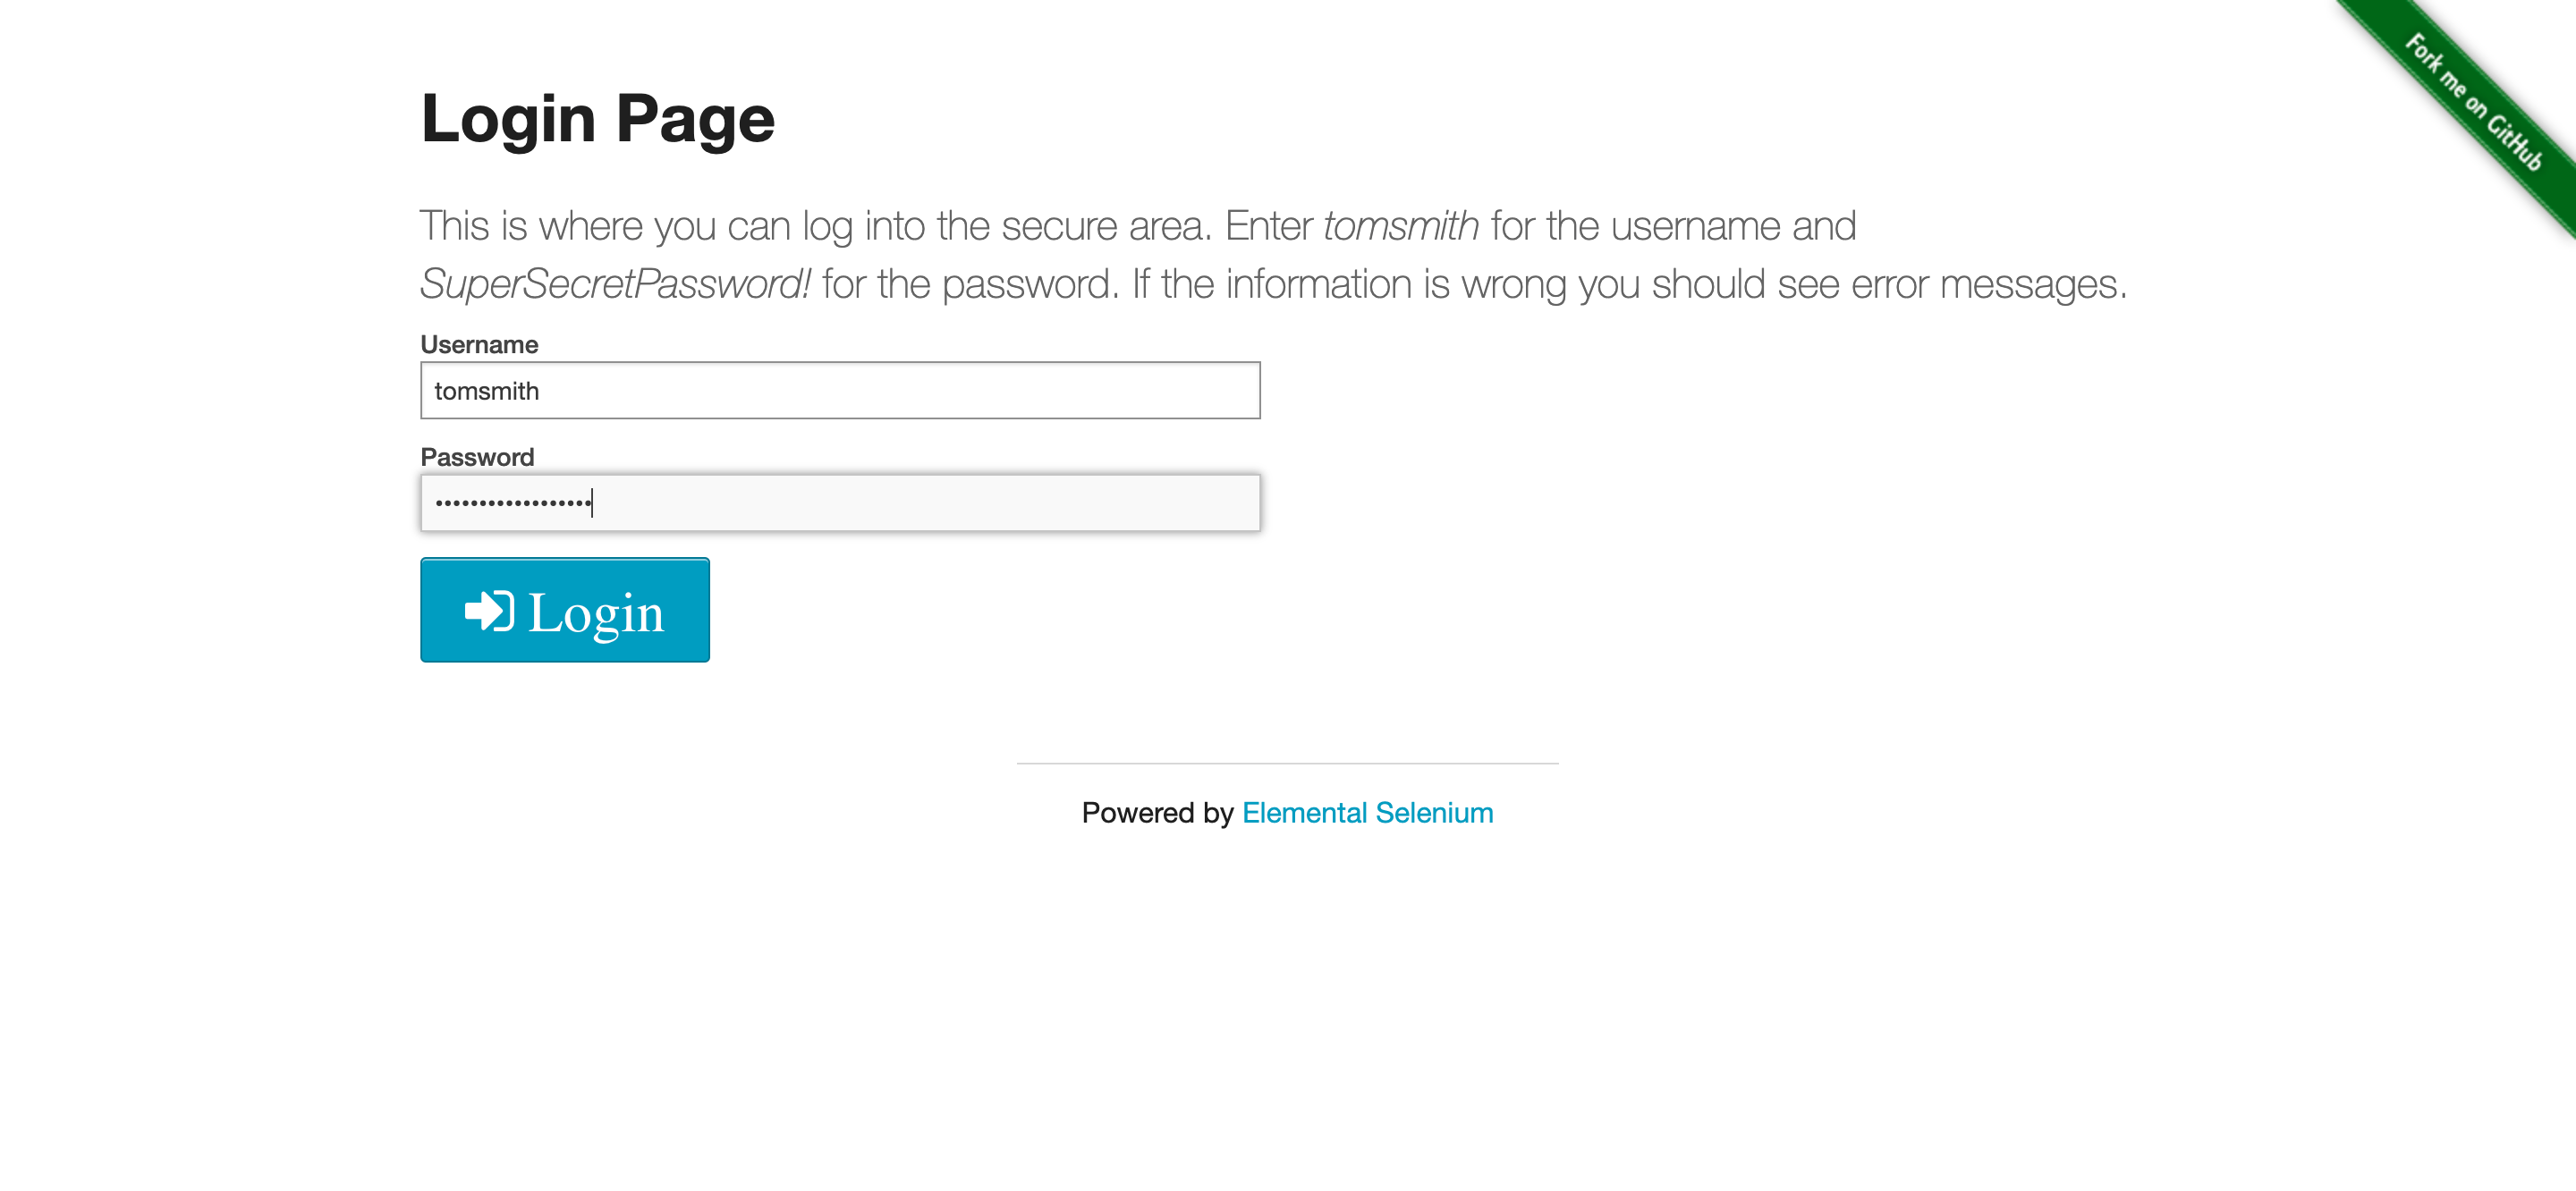 Fork me on GitHub
Login Page
This is where you can log into the secure area. Enter tomsmith for the username and
SuperSecretPassword! for the password. If the information is wrong you should see error messages.
Username
tomsmith
Password
••••••••••••••••••
Login
Powered by Elemental Selenium